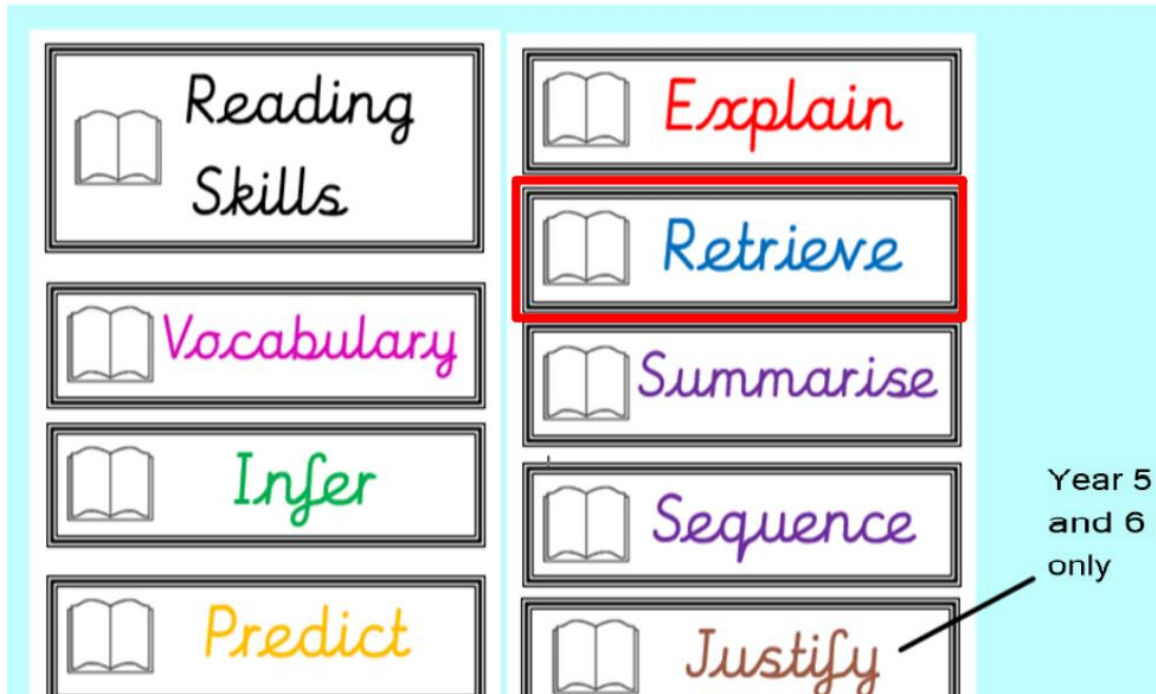 Reading
Skills
Vocabulary
Infer
Predict
Explain
Retrieve
Summarise
Sequence
Justify
Year 5
and 6
only